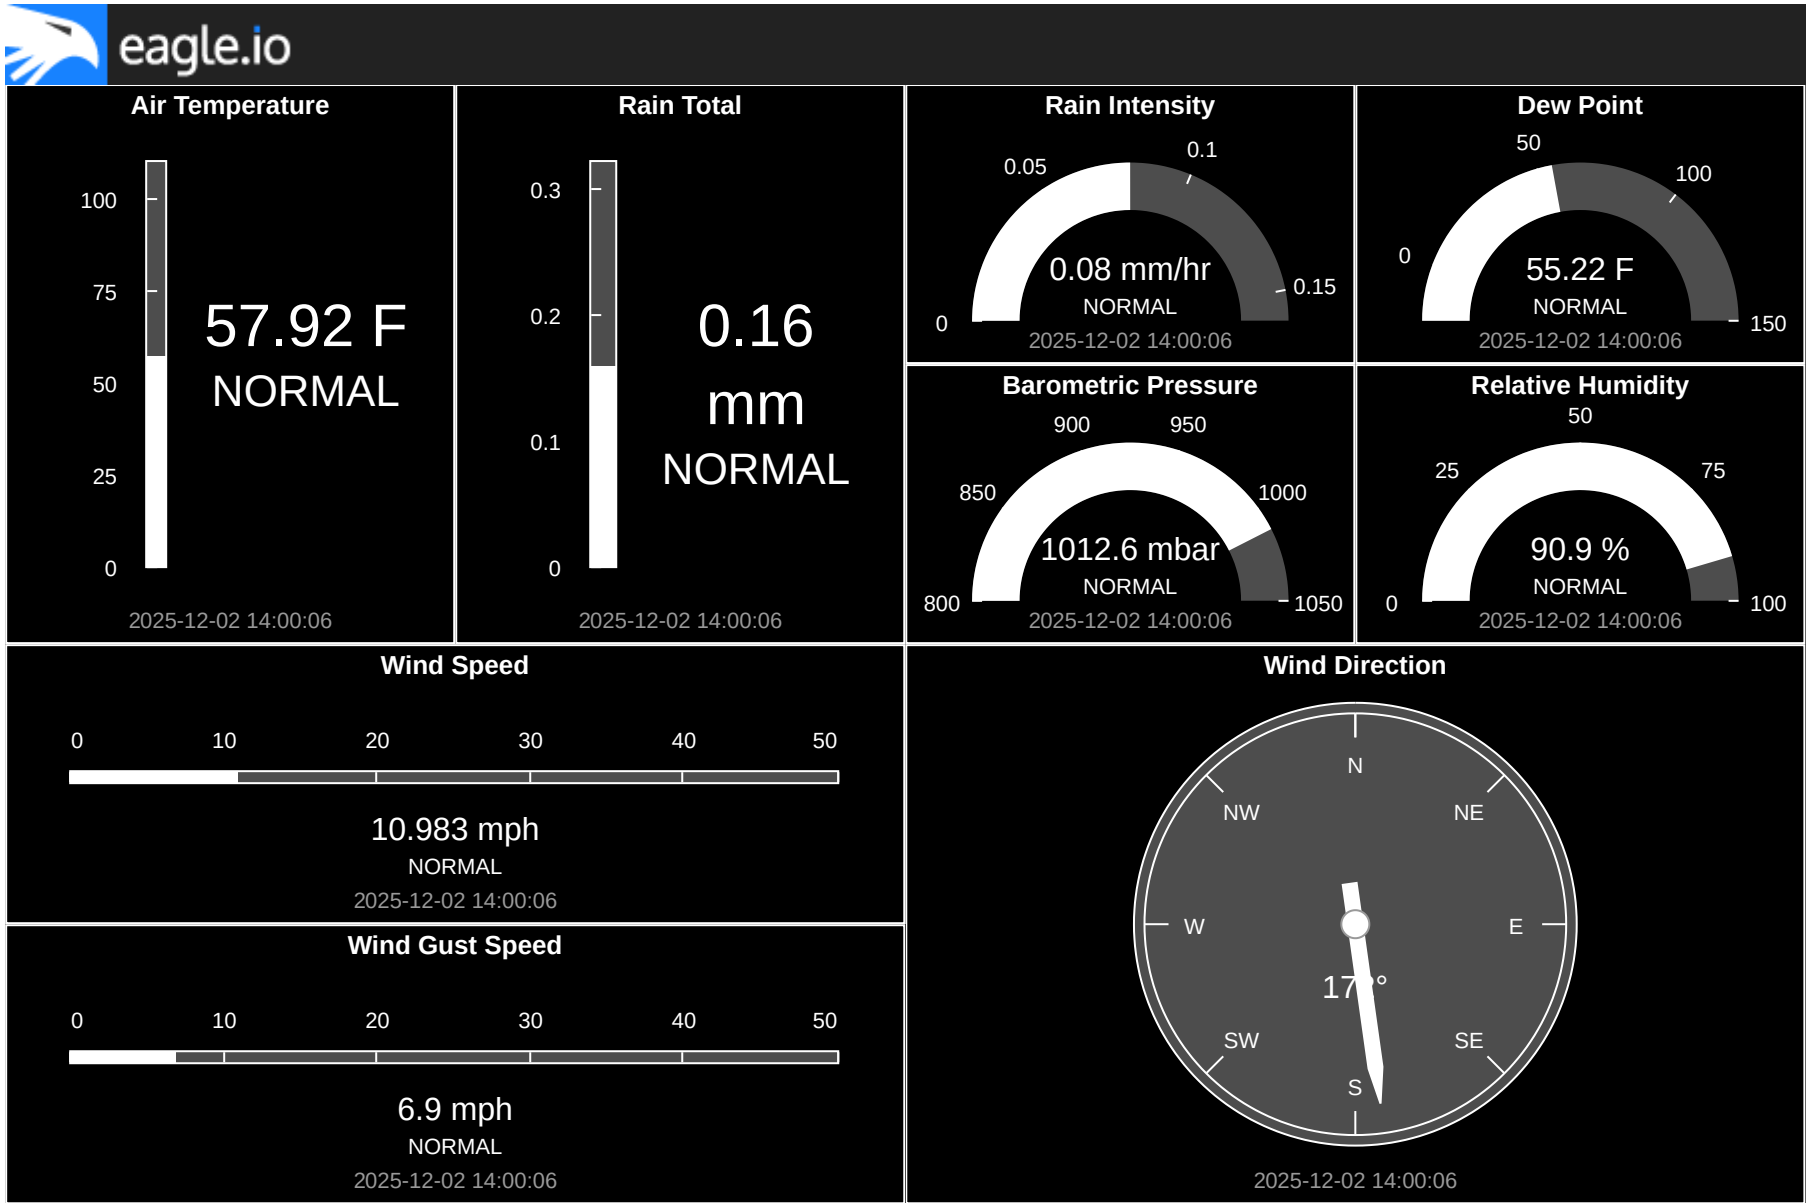 eagle.io
Air Temperature
100
75
50
25
0
57.92 F
NORMAL
2025-12-02 14:00:06
Rain Total
0.3
0.2
0.1
0
0.16
mm
NORMAL
2025-12-02 14:00:06
Rain Intensity
0
0.05
0.1
0.15
0.08 mm/hr
NORMAL
2025-12-02 14:00:06
Dew Point
0
50
100
150
55.22 F
NORMAL
2025-12-02 14:00:06
Barometric Pressure
800
850
900
950
1000
1050
1012.6 mbar
NORMAL
2025-12-02 14:00:06
Relative Humidity
0
25
50
75
100
90.9 %
NORMAL
2025-12-02 14:00:06
Wind Speed
0 10 20 30 40 50
10.983 mph
NORMAL
2025-12-02 14:00:06
Wind Gust Speed
0 10 20 30 40 50
6.9 mph
NORMAL
2025-12-02 14:00:06
Wind Direction
N
NW
NE
W
E
SW
SE
S
2025-12-02 14:00:06